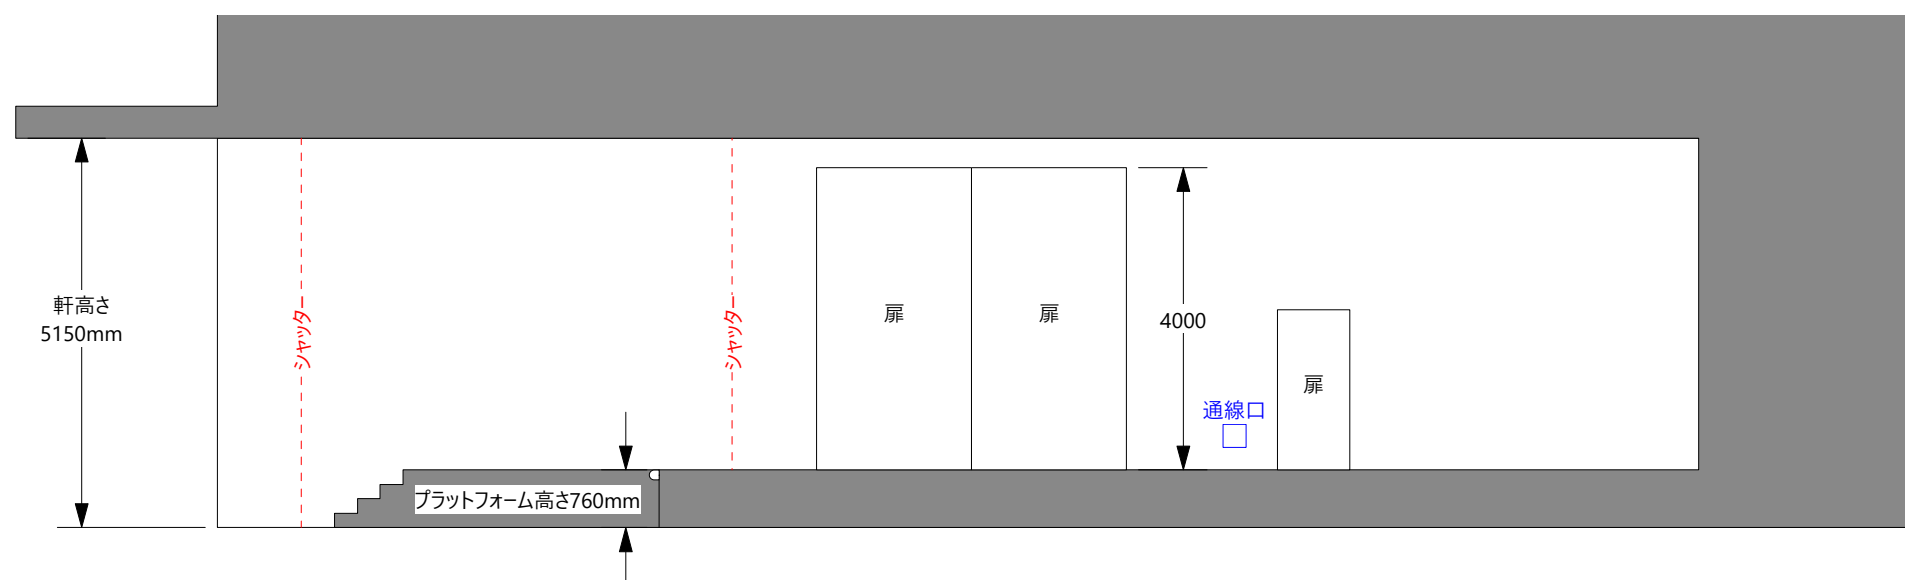 軒高さ
5150mm
シャッター
シャッター
扉
扉
4000
扉
通線口
プラットフォーム高さ760mm